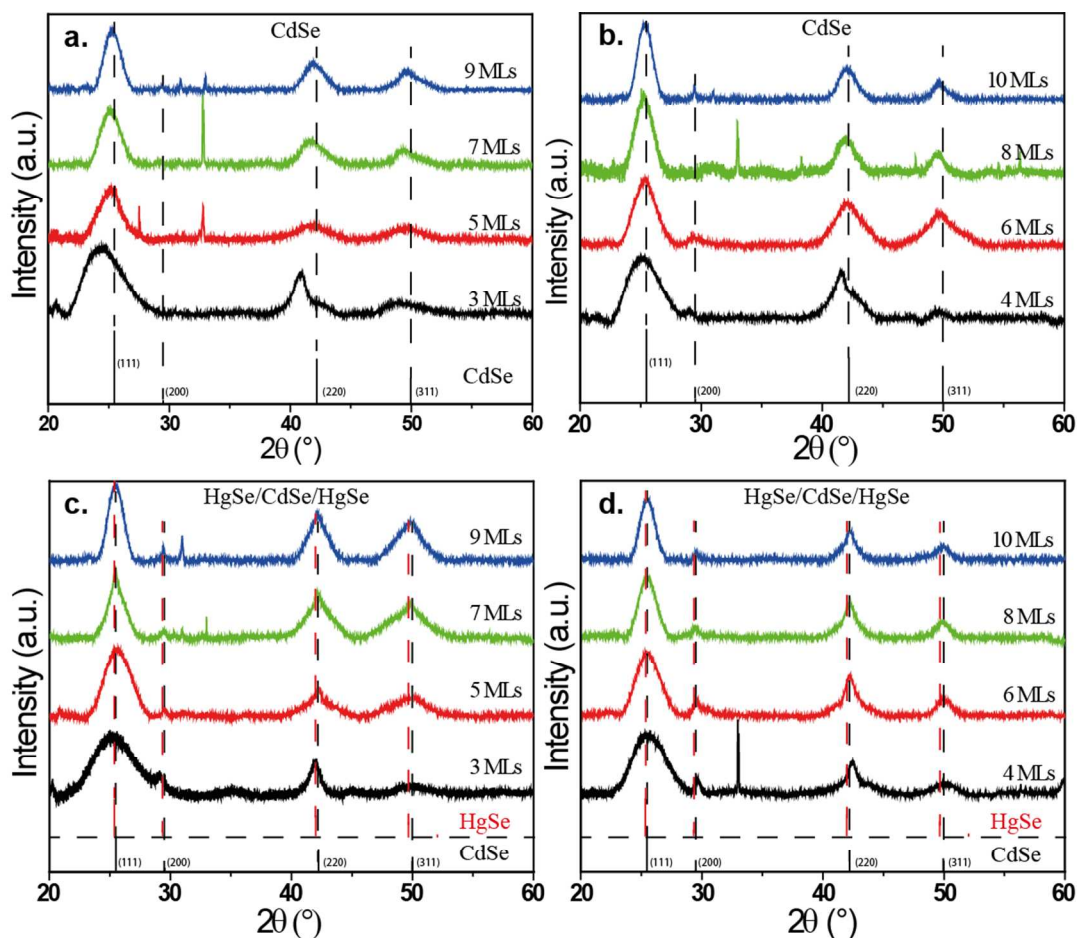 a.
CdSe
9 MLs
7 MLs
5 MLs
3 MLs
(111)
(200)
(220)
(311)
CdSe
Intensity (a.u.)
20 30 40 50 60
2θ (°)
b.
CdSe
10 MLs
8 MLs
6 MLs
4 MLs
(111)
(200)
(220)
(311)
Intensity (a.u.)
20 30 40 50 60
2θ (°)
c.
HgSe/CdSe/HgSe
9 MLs
7 MLs
5 MLs
3 MLs
HgSe
CdSe
(111)
(200)
(220)
(311)
Intensity (a.u.)
20 30 40 50 60
2θ (°)
d.
HgSe/CdSe/HgSe
10 MLs
8 MLs
6 MLs
4 MLs
HgSe
CdSe
(111)
(200)
(220)
(311)
Intensity (a.u.)
20 30 40 50 60
2θ (°)